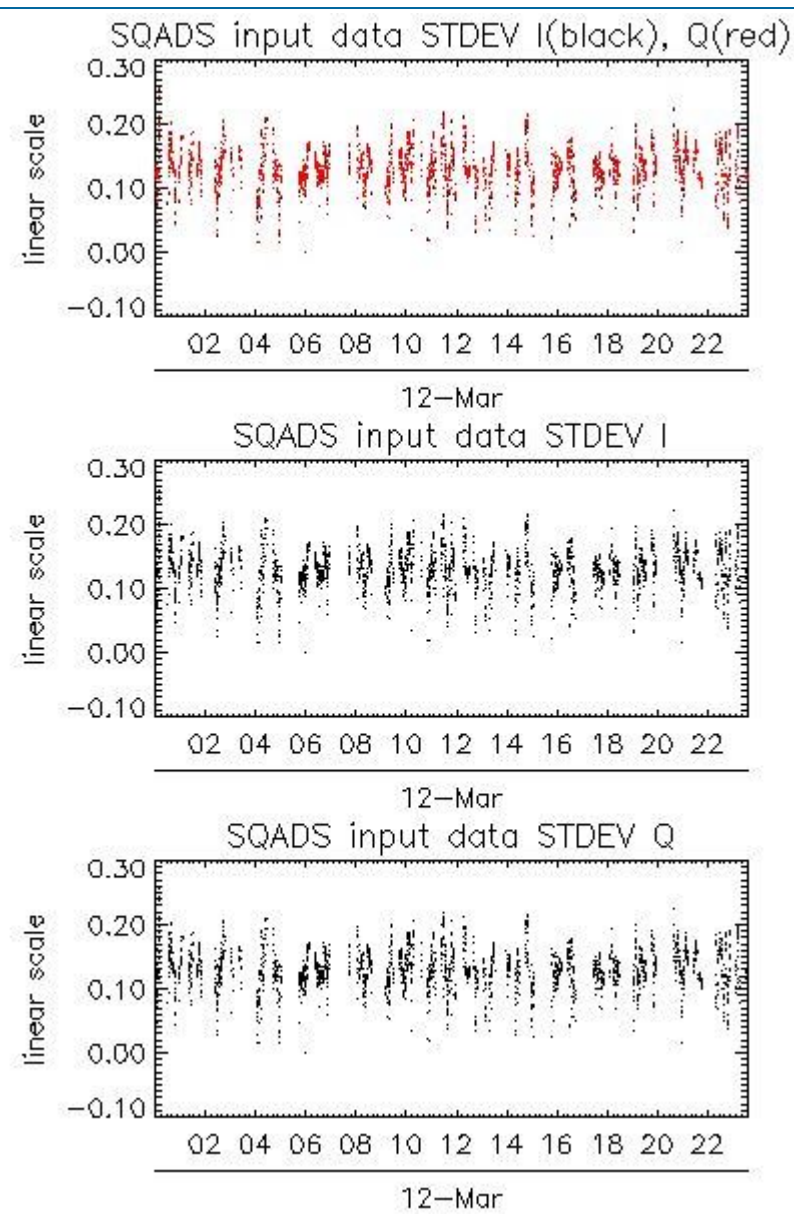 SQADS input data STDEV I(black), Q(red)
0.30
0.20
0.10
0.00
−0.10
linear scale
02 04 06 08 10 12 14 16 18 20 22
12−Mar
SQADS input data STDEV I
0.30
0.20
0.10
0.00
−0.10
linear scale
02 04 06 08 10 12 14 16 18 20 22
12−Mar
SQADS input data STDEV Q
0.30
0.20
0.10
0.00
−0.10
linear scale
02 04 06 08 10 12 14 16 18 20 22
12−Mar